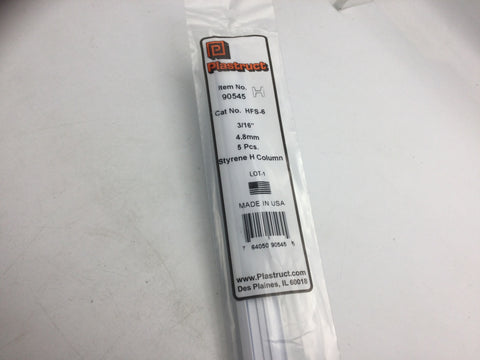 Plastruct
Item No.
90545
Cat No. HFS-6
3/16"
4.8mm
5 Pcs.
Styrene H Column
LOT-1
MADE IN USA
7 64050 90545 5
www.Plastruct.com
Des Plaines, IL 60018